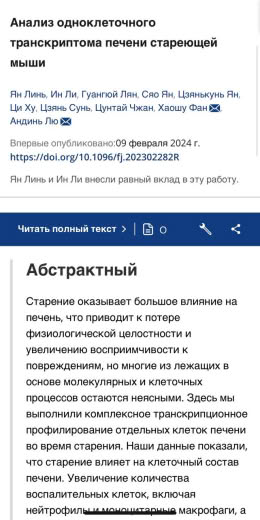 Анализ одноклеточного
транскриптома печени стареющей
мыши
Ян Линь, Ин Ли, Гуангюй Лян, Сяо Ян, Цзянькунь Ян,
Ци Ху, Цзянь Сунь, Цунтай Чжан, Хаошу Фан
Андинь Лю
Впервые опубликовано:09 февраля 2024 г.
https://doi.org/10.1096/fj.202302282R
Ян Линь и Ин Ли внесли равный вклад в эту работу.
Читать полный текст
Абстрактный
Старение оказывает большое влияние на
печень, что приводит к потере
физиологической целостности и
увеличению восприимчивости к
повреждениям, но многие из лежащих в
основе молекулярных и клеточных
процессов остаются неясными. Здесь мы
выполнили комплексное транскрипционное
профилирование отдельных клеток печени
во время старения. Наши данные показали,
что старение влияет на клеточный состав
печени. Увеличение количества
воспалительных клеток, включая
нейтрофилы и моноцитарные макрофаги, а